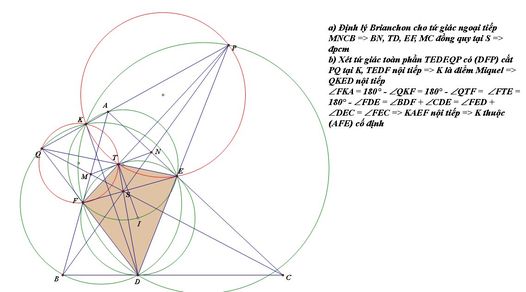 a) Định lý Brianchon cho tứ giác ngoại tiếp
MNCB => BN, TD, EF, MC đồng quy tại S =>
đpcm
b) Xét tứ giác toàn phần TEDF.QP có (DFP) cắt
PQ tại K, TEDF nội tiếp => K là điểm Miquel =>
QKED nội tiếp
∠FKA = 180° - ∠QKF = 180° - ∠QTF = ∠FTE =
180° - ∠FDE = ∠BDF + ∠CDE = ∠FED +
∠DEC = ∠FEC => KAEF nội tiếp => K thuộc
(AFE) cố định
P
A
K
Q
T
N
M
E
S
F
I
B
D
C